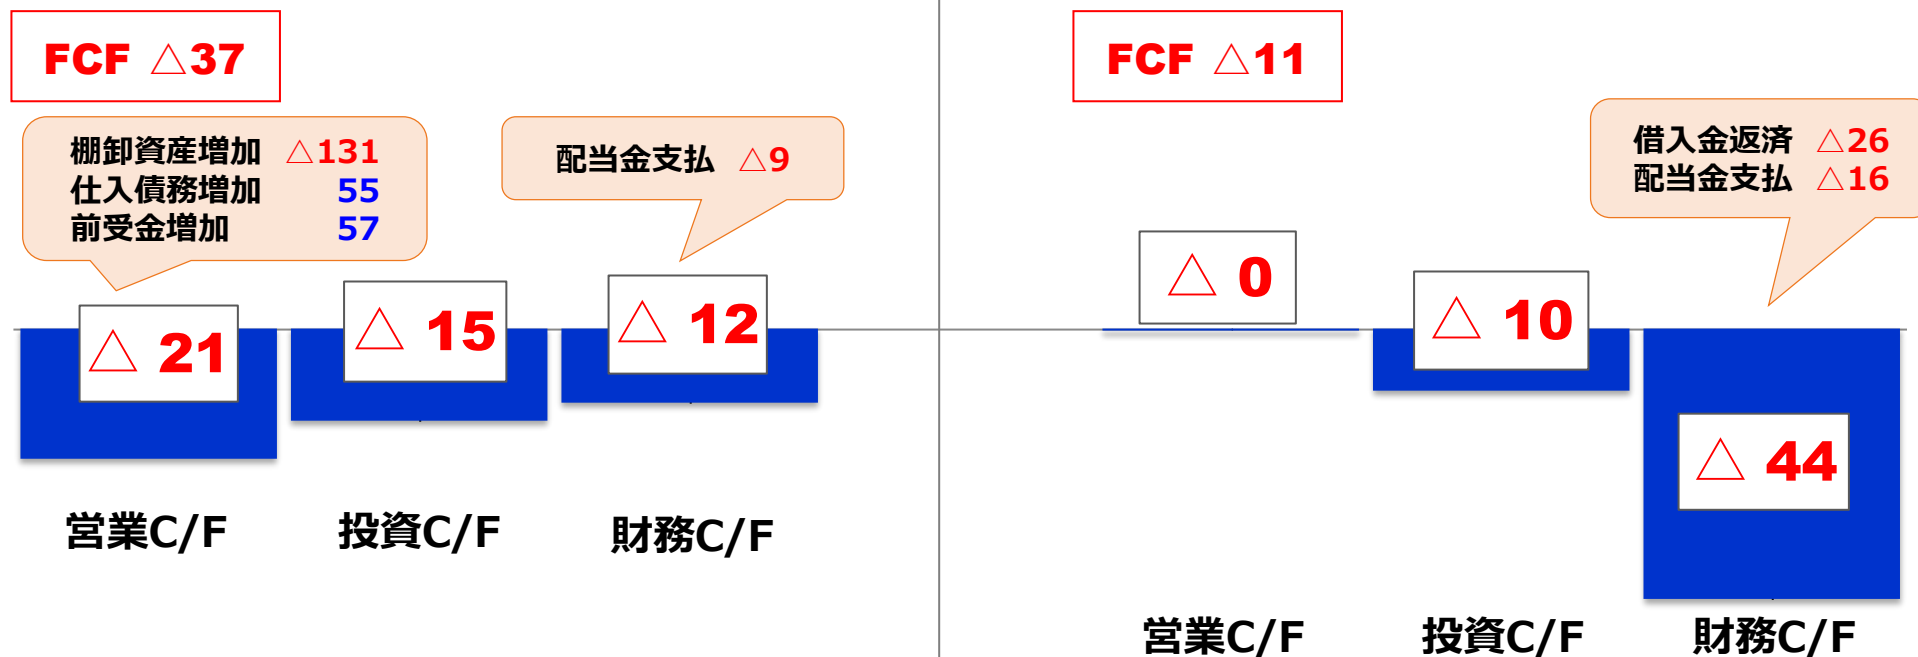 FCF △37
棚卸資産増加 △131
仕入債務増加 55
前受金増加 57
配当金支払 △9
△ 21
△ 15
△ 12
営業C/F
投資C/F
財務C/F
FCF △11
借入金返済 △26
配当金支払 △16
△ 0
△ 10
△ 44
営業C/F
投資C/F
財務C/F